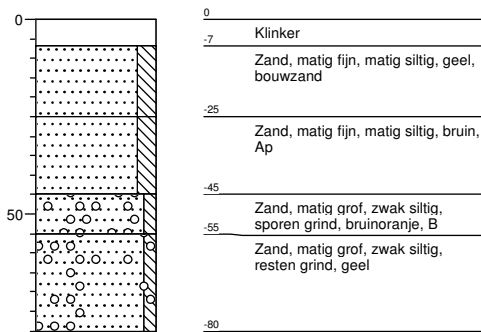 0
50
0
Klinker
-7
Zand, matig fijn, matig siltig, geel,
bouwzand
-25
Zand, matig fijn, matig siltig, bruin,
Ap
-45
Zand, matig grof, zwak siltig,
sporen grind, bruinoranje, B
-55
Zand, matig grof, zwak siltig,
resten grind, geel
-80